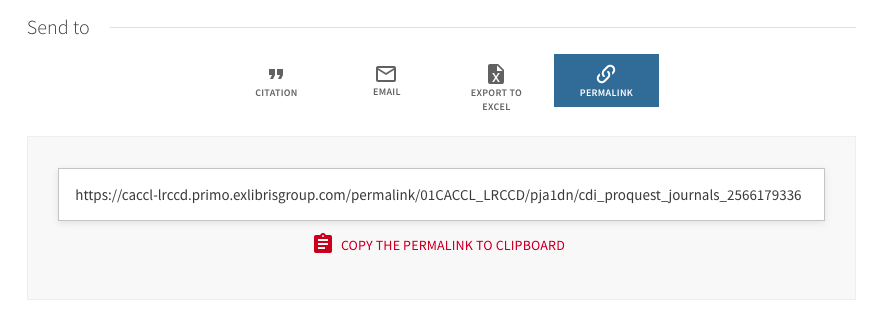 Send to
CITATION
EMAIL
EXPORT TO
EXCEL
PERMALINK
https://caccl-lrccd.primo.exlibrisgroup.com/permalink/01CACCL_LRCCD/pja1dn/cdi_proquest_journals_2566179336
COPY THE PERMALINK TO CLIPBOARD